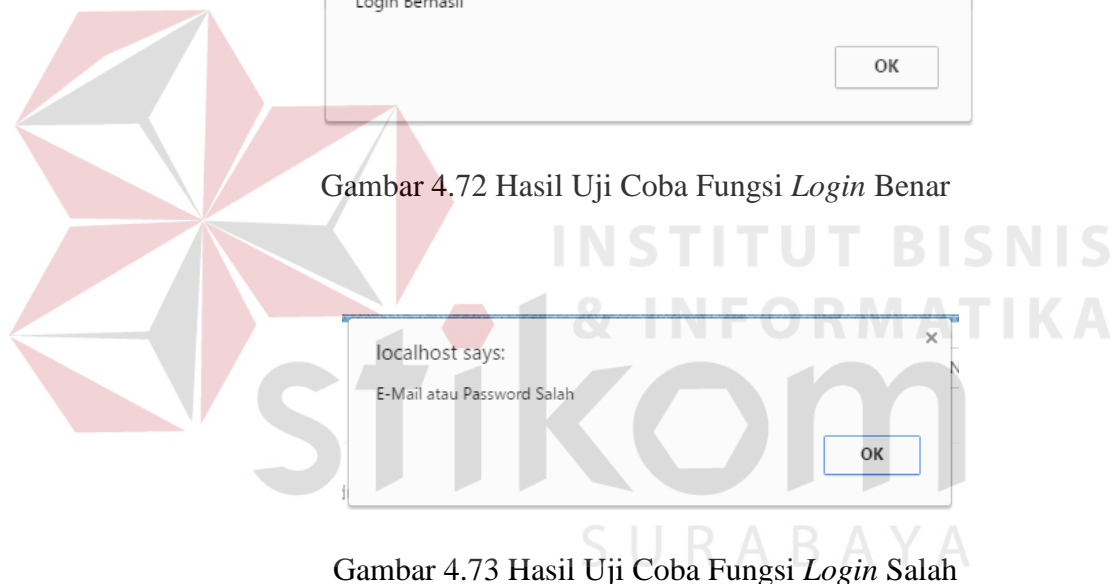 Login Berhasil
OK
Gambar 4.72 Hasil Uji Coba Fungsi Login Benar
INSTITUT BISNIS
& INFORMATIKA
stikom
SURABAYA
localhost says:
E-Mail atau Password Salah
OK
Gambar 4.73 Hasil Uji Coba Fungsi Login Salah